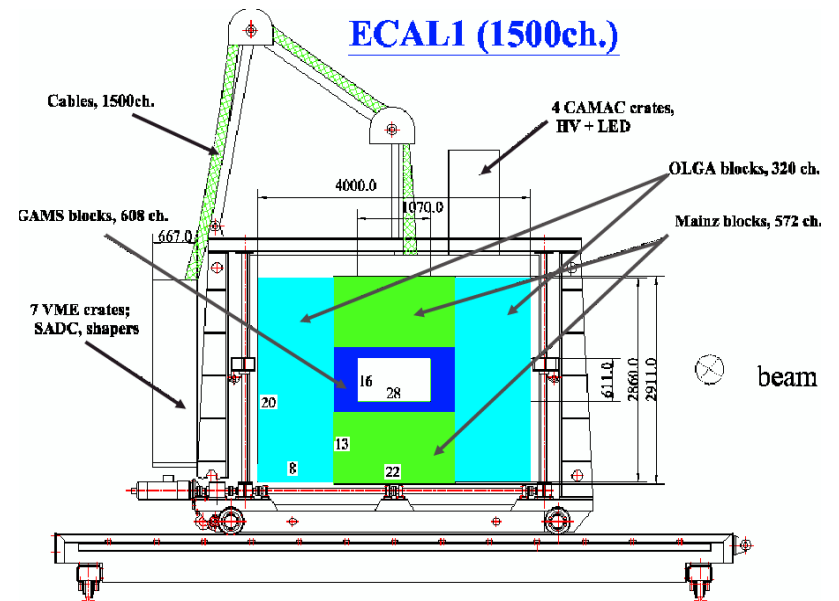 ECAL1 (1500ch.)
Cables, 1500ch.
4 CAMAC crates,
HV + LED
OLGA blocks, 320 ch.
4000.0
1070.0
GAMS blocks, 608 ch.
Mainz blocks, 572 ch.
667.0
7 VME crates;
SADC, shapers
16
28
611.0
2860.0
2911.0
beam
20
13
8
22